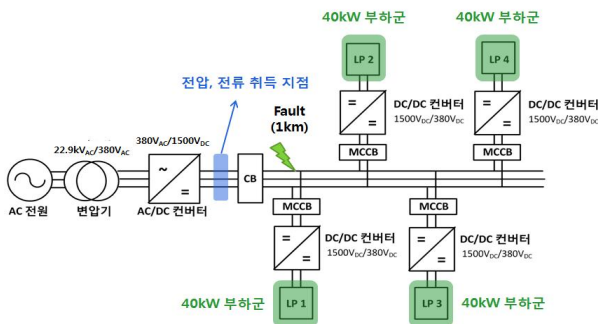 40kW 부하군
40kW 부하군
LP 2
LP 4
전압, 전류 취득 지점
Fault
(1km)
DC/DC 컨버터
1500VDC/380VDC
DC/DC 컨버터
1500VDC/380VDC
22.9kVAC/380VAC
380VAC/1500VDC
MCCB
MCCB
CB
AC 전원
변압기
AC/DC 컨버터
MCCB
MCCB
DC/DC 컨버터
1500VDC/380VDC
DC/DC 컨버터
1500VDC/380VDC
40kW 부하군
LP 1
LP 3
40kW 부하군